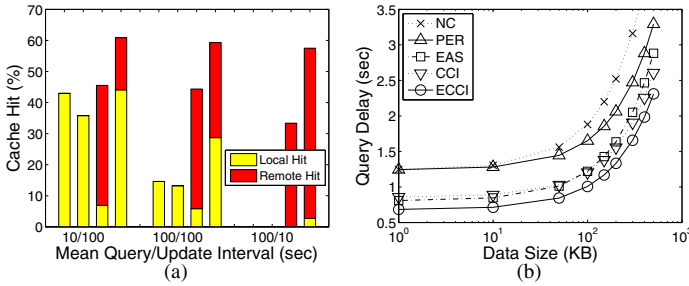 70
60
50
40
30
20
10
0
Cache Hit (%)
Local Hit
Remote Hit
10/100 100/100 100/10
Mean Query/Update Interval (sec)
(a)
3.5
3
2.5
2
1.5
1
0.5
Query Delay (sec)
NC
PER
EAS
CCI
ECCI
10^0 10^1 10^2 10^3
Data Size (KB)
(b)